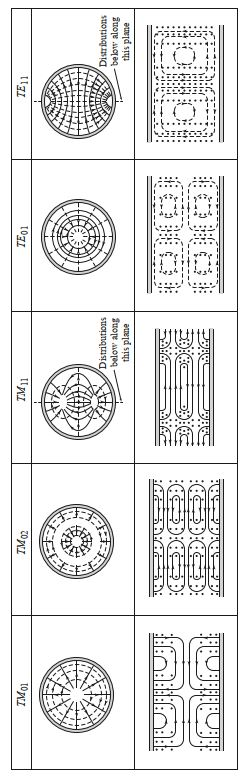 TM01
TM02
TM11
TE01
TE11
Distributions
below along
this plane
Distributions
below along
this plane